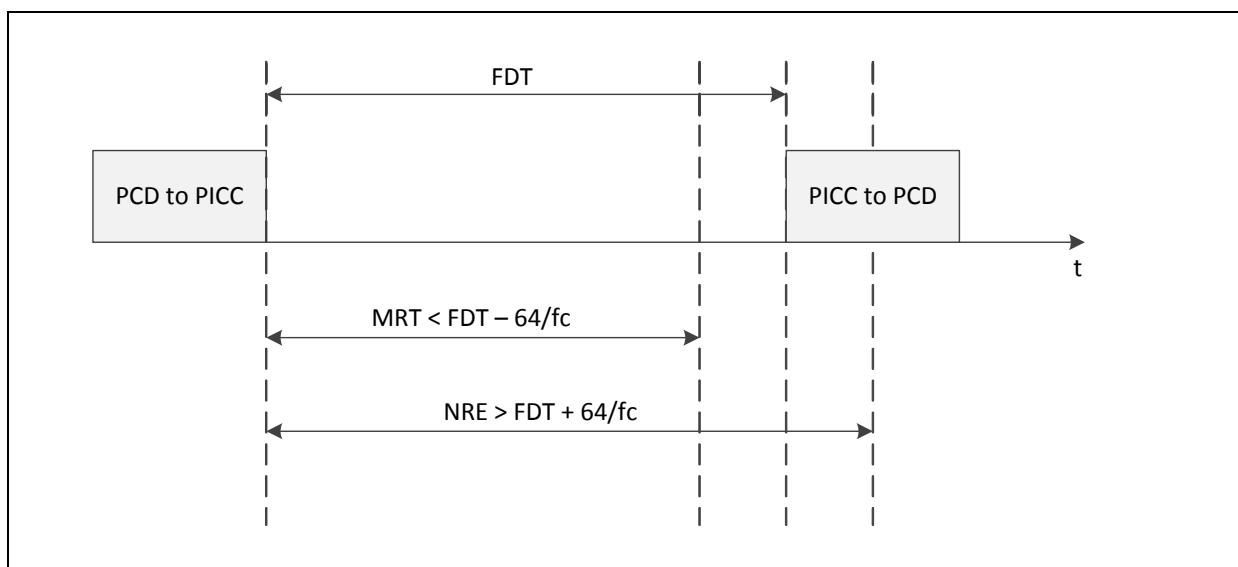 FDT
PCD to PICC
PICC to PCD
t
MRT < FDT – 64/fc
NRE > FDT + 64/fc